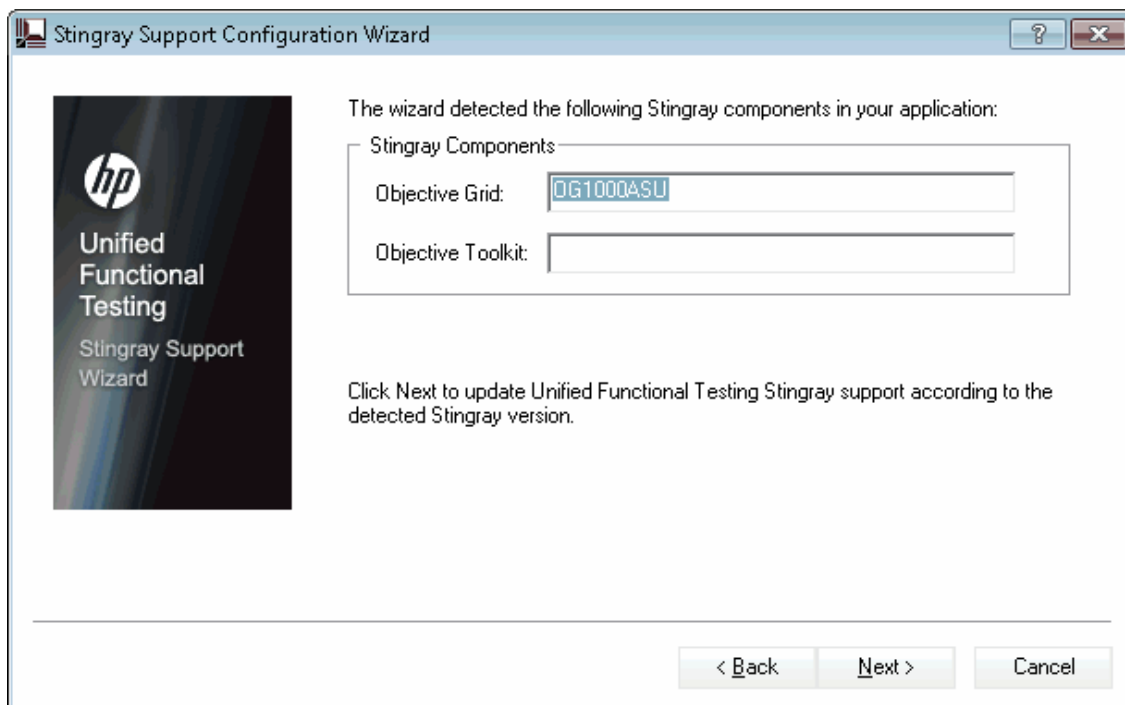 Stingray Support Configuration Wizard
?
hp
Unified
Functional
Testing
Stingray Support
Wizard
The wizard detected the following Stingray components in your application:
Stingray Components
Objective Grid:
OG1000ASU
Objective Toolkit:
Click Next to update Unified Functional Testing Stingray support according to the
detected Stingray version.
< Back
Next >
Cancel